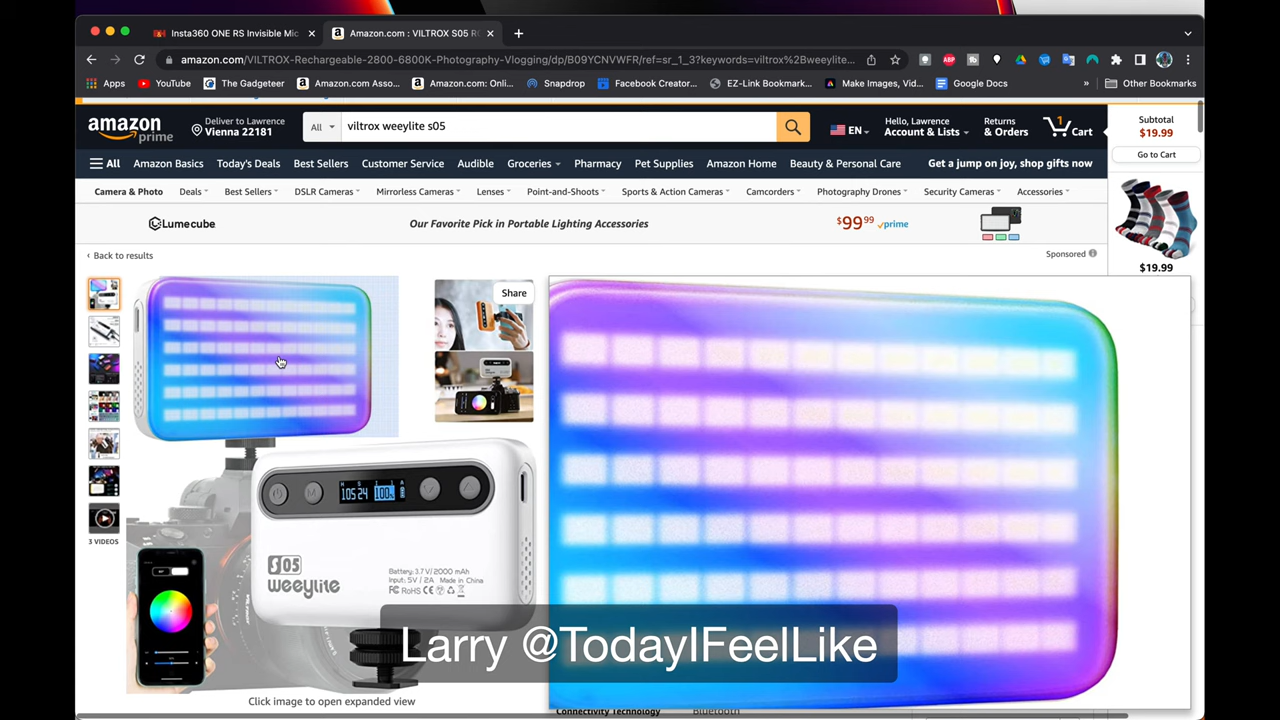 Insta360 ONE RS Invisible Mic
Amazon.com : VILTROX S05 RG
amazon.com/VILTROX-Rechargeable-2800-6800K-Photography-Vlogging/dp/B09YCNVWFR/ref=sr_1_3?keywords=viltrox%2Bweeylite...
Apps YouTube The Gadgeteer Amazon.com Asso... Amazon.com: Onli... Snapdrop Facebook Creator... EZ-Link Bookmark... Make Images, Vid... Google Docs » Other Bookmarks
amazon prime
Deliver to Lawrence
Vienna 22181
All
viltrox weeylite s05
EN
Hello, Lawrence
Account & Lists
Returns
& Orders
1
Cart
Subtotal
$19.99
Go to Cart
All Amazon Basics Today's Deals Best Sellers Customer Service Audible Groceries Pharmacy Pet Supplies Amazon Home Beauty & Personal Care Get a jump on joy, shop gifts now
Camera & Photo Deals Best Sellers DSLR Cameras Mirrorless Cameras Lenses Point-and-Shoots Sports & Action Cameras Camcorders Photography Drones Security Cameras Accessories
Lumecube
Our Favorite Pick in Portable Lighting Accessories
$99.99 prime
‹ Back to results
Sponsored
$19.99
Share
3 VIDEOS
M
10524 100%
S05
weeylite
Battery: 3.7 V/ 2000 mAh
Input: 5V / 2A Made in China
FC RoHS CE
Larry @TodayIFeelLike
Click image to open expanded view
Connectivity Technology Bluetooth